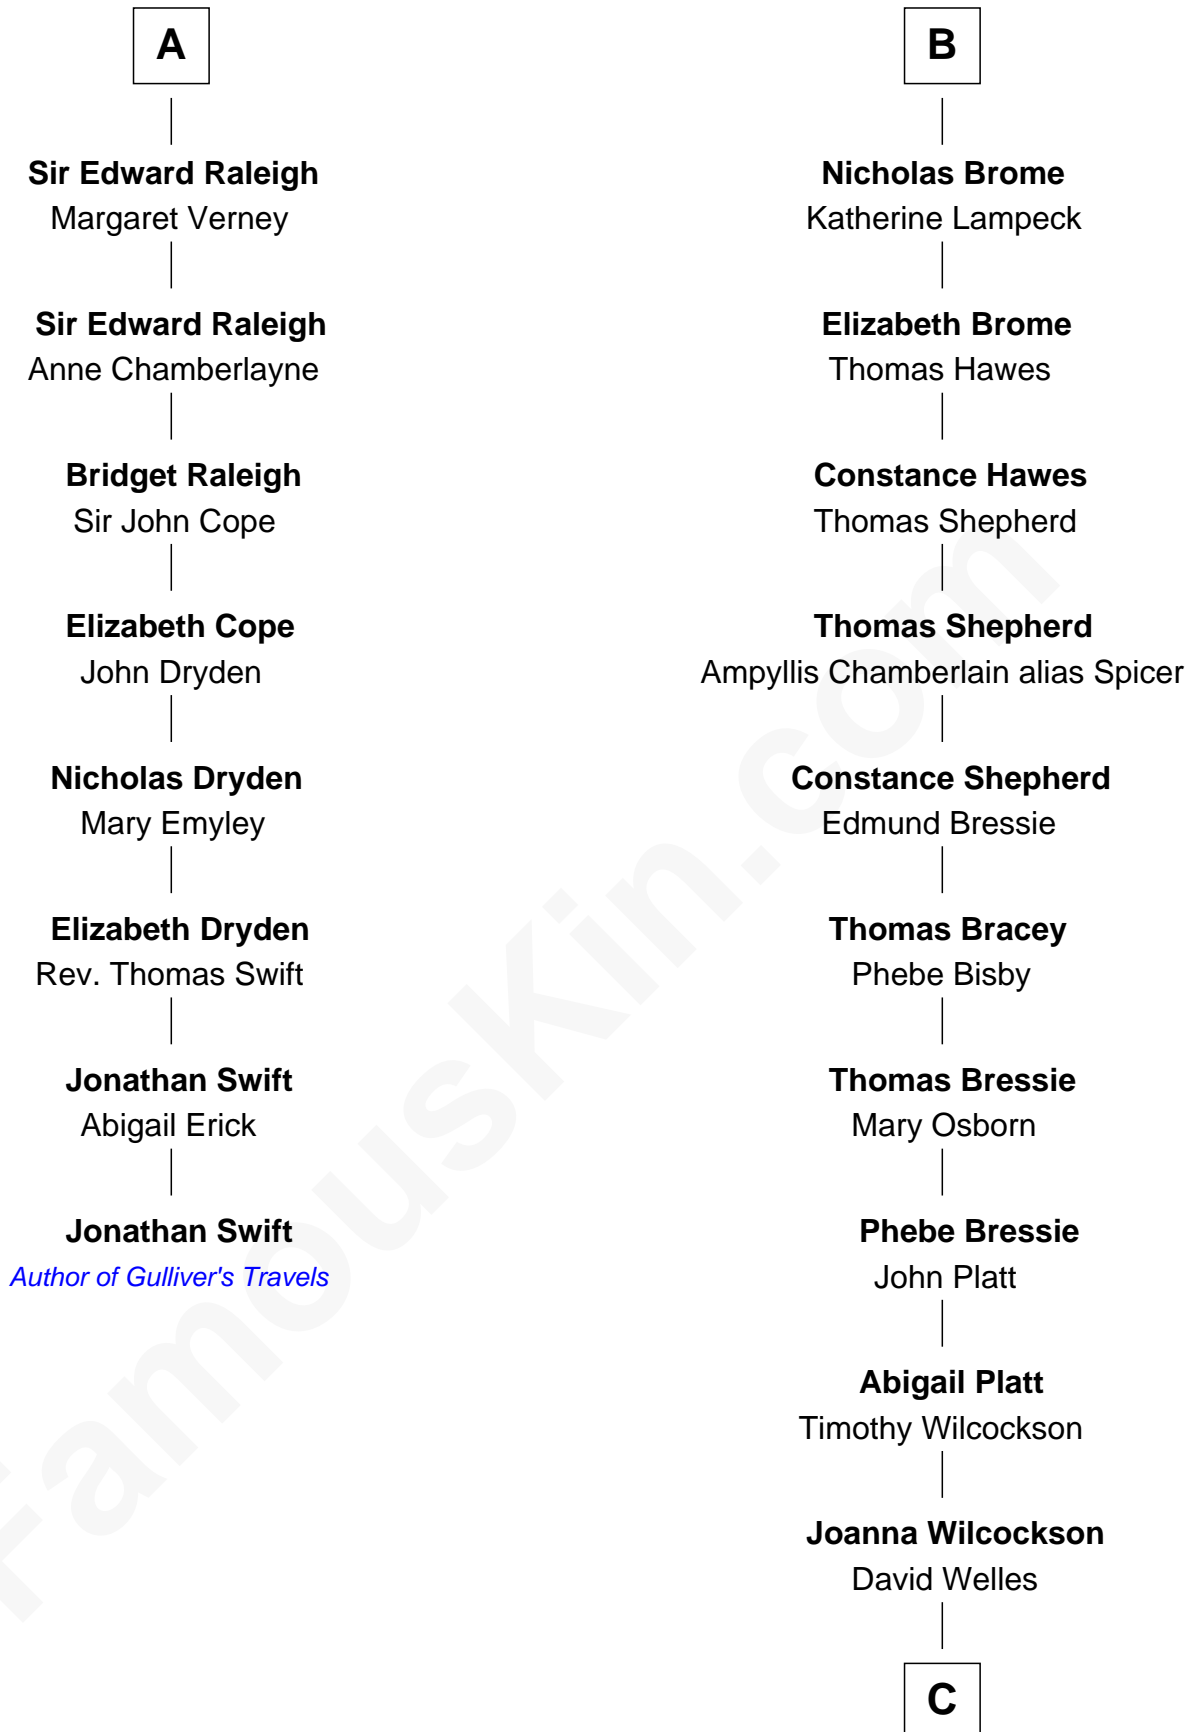 A
Sir Edward Raleigh
Margaret Verney
Sir Edward Raleigh
Anne Chamberlayne
Bridget Raleigh
Sir John Cope
Elizabeth Cope
John Dryden
Nicholas Dryden
Mary Emyley
Elizabeth Dryden
Rev. Thomas Swift
Jonathan Swift
Abigail Erick
Jonathan Swift
Author of Gulliver's Travels
B
Nicholas Brome
Katherine Lampeck
Elizabeth Brome
Thomas Hawes
Constance Hawes
Thomas Shepherd
Thomas Shepherd
Ampyllis Chamberlain alias Spicer
Constance Shepherd
Edmund Bressie
Thomas Bracey
Phebe Bisby
Thomas Bressie
Mary Osborn
Phebe Bressie
John Platt
Abigail Platt
Timothy Wilcockson
Joanna Wilcockson
David Welles
C
FamousKin.com